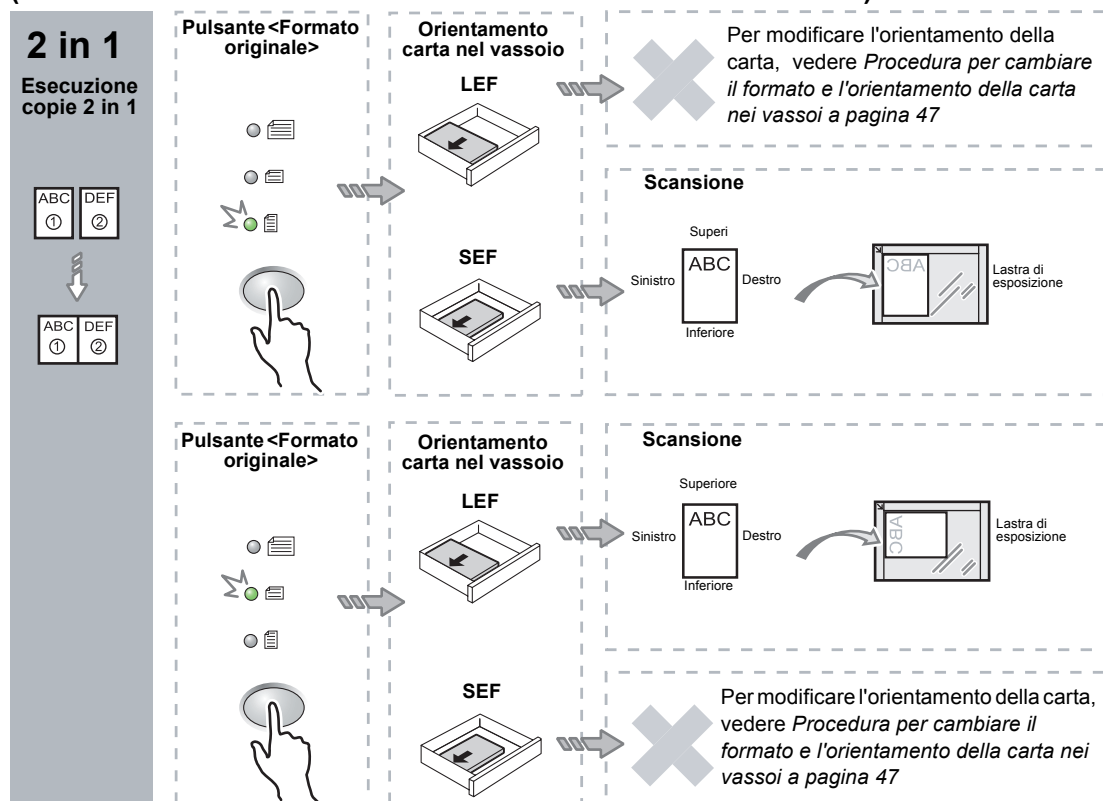 2 in 1
Esecuzione
copie 2 in 1
ABC
DEF
①
②
ABC
DEF
①
②
Pulsante <Formato
originale>
Orientamento
carta nel vassoio
LEF
Per modificare l'orientamento della
carta, vedere Procedura per cambiare
il formato e l'orientamento della carta
nei vassoi a pagina 47
SEF
Scansione
Superi
Sinistro
ABC
Destro
Inferiore
ABC
Lastra di
esposizione
Pulsante <Formato
originale>
Orientamento
carta nel vassoio
LEF
Scansione
Superiore
Sinistro
ABC
Destro
Inferiore
ABC
Lastra di
esposizione
SEF
Per modificare l'orientamento della carta,
vedere Procedura per cambiare il
formato e l'orientamento della carta nei
vassoi a pagina 47